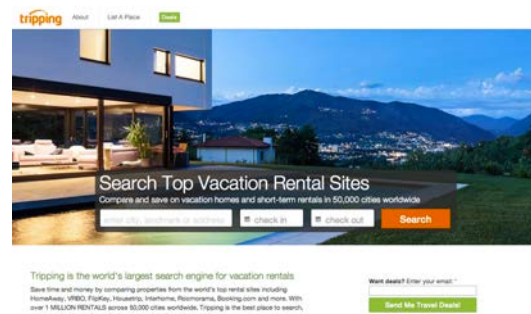 tripping About List A Place Deals
Search Top Vacation Rental Sites
Compare and save on vacation homes and short-term rentals in 50,000 cities worldwide
enter city, landmark or address check in check out Search
Tripping is the world's largest search engine for vacation rentals
Save time and money by comparing properties from the world's top rental sites including
HomeAway, VRBO, FlipKey, Housetrip, Interhome, Roomorama, Booking.com and more. With
over 1 MILLION RENTALS across 50,000 cities worldwide, Tripping is the best place to search,
Want deals? Enter your email: *
Send Me Travel Deals!